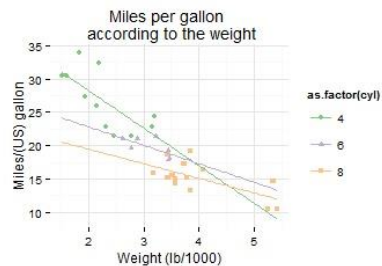 Miles per gallon
according to the weight
35
30
25
20
15
10
Miles/(US) gallon
2
3
4
5
Weight (lb/1000)
as.factor(cyl)
4
6
8